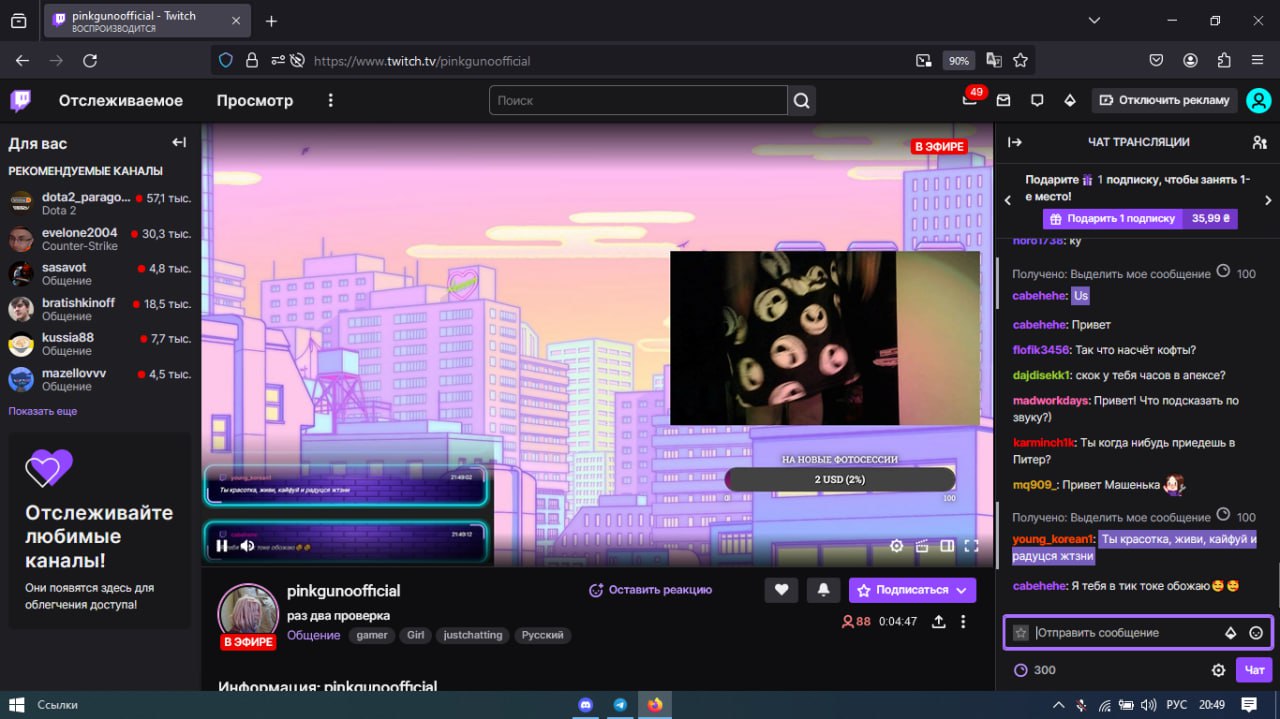 pinkgunoofficial - Twitch
ВОСПРОИЗВОДИТСЯ
https://www.twitch.tv/pinkgunoofficial
90%
Отслеживаемое
Просмотр
Поиск
49
Отключить рекламу
Для вас
РЕКОМЕНДУЕМЫЕ КАНАЛЫ
dota2_parago... 57,1 тыс.
Dota 2
evelone2004 30,3 тыс.
Counter-Strike
sasavot 4,8 тыс.
Общение
bratishkinoff 18,5 тыс.
Общение
kussia88 7,7 тыс.
Общение
mazellovvv 4,5 тыс.
Общение
Показать еще
Отслеживайте
любимые
каналы!
Они появятся здесь для
облегчения доступа!
В ЭФИРЕ
young_korean1 21:49:02
Ты красотка, живи, кайфуй и радуцся жтзни
cabehehe 21:49:12
токе обожаю
НА НОВЫЕ ФОТОСЕССИИ
2 USD (2%)
0 100
pinkgunoofficial
раз два проверка
Общение gamer Girl justchatting Русский
В ЭФИРЕ
Оставить реакцию
Подписаться
88 0:04:47
Информация: pinkgunoofficial
ЧАТ ТРАНСЛЯЦИИ
Подарите 1 подписку, чтобы занять 1-
е место!
Подарить 1 подписку 35,99 ₴
noro1738: ку
Получено: Выделить мое сообщение 100
cabehehe: Us
cabehehe: Привет
flofik3456: Так что насчёт кофты?
dajdisekk1: скок у тебя часов в апексе?
madworkdays: Привет! Что подсказать по
звуку?)
karminch1k: Ты когда нибудь приедешь в
Питер?
mq909_: Привет Машенька
Получено: Выделить мое сообщение 100
young_korean1: Ты красотка, живи, кайфуй и
радуцся жтзни
cabehehe: Я тебя в тик токе обожаю🥰 🥰
Отправить сообщение
300
Чат
Ссылки
РУС
20:49